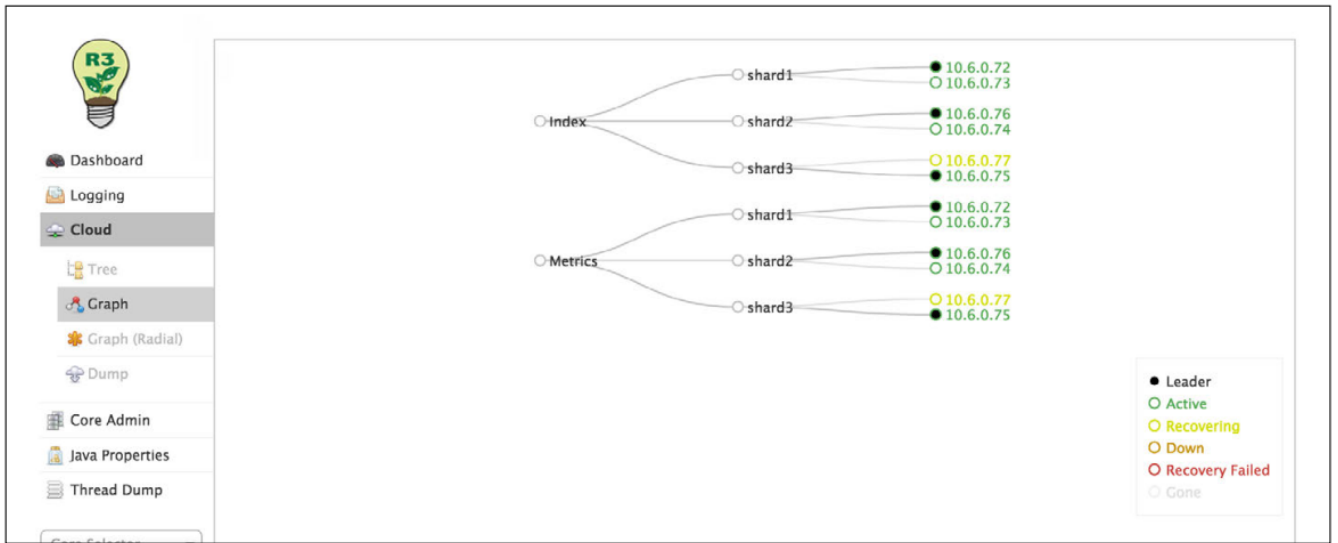 R3
Dashboard
Logging
Cloud
Tree
Graph
Graph (Radial)
Dump
Core Admin
Java Properties
Thread Dump
Index
shard1
10.6.0.72
10.6.0.73
shard2
10.6.0.76
10.6.0.74
shard3
10.6.0.77
10.6.0.75
Metrics
shard1
10.6.0.72
10.6.0.73
shard2
10.6.0.76
10.6.0.74
shard3
10.6.0.77
10.6.0.75
Leader
Active
Recovering
Down
Recovery Failed
Gone